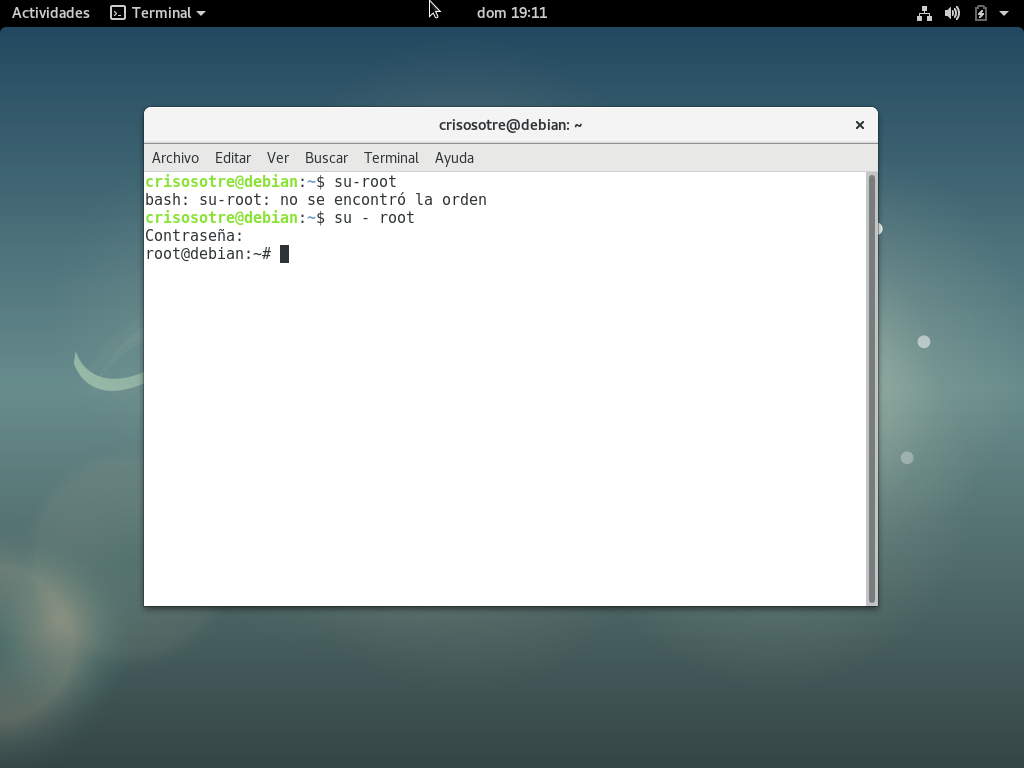 Actividades Terminal dom 19:11
crisosotre@debian: ~
Archivo Editar Ver Buscar Terminal Ayuda
crisosotre@debian:~$ su-root
bash: su-root: no se encontró la orden
crisosotre@debian:~$ su - root
Contraseña:
root@debian:~#